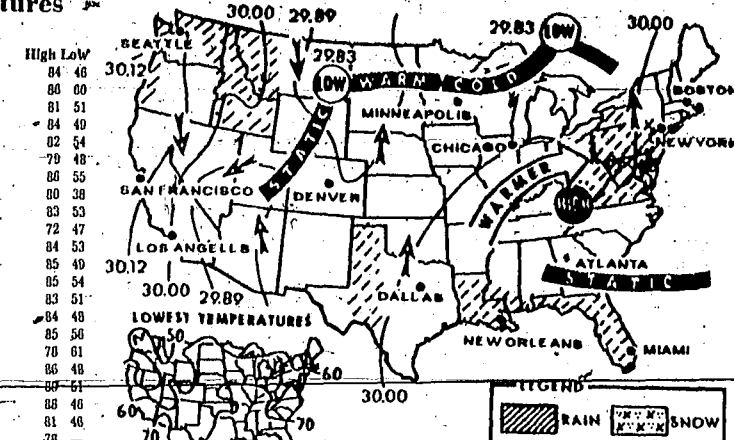 tures
High Low
84 46
86 60
81 51
84 49
82 54
79 48
86 55
80 38
83 53
72 47
84 53
85 49
85 54
83 51
84 48
85 56
78 61
86 48
80 51
88 46
81 46
30.00 29.89
29.83
30.00
SEATTLE
29.83
LOW
30.12
LOW
WARM COLD
BOSTON
MINNEAPOLIS
STATIC
CHICAGO
NEW YORK
SAN FRANCISCO
DENVER
WARMER
HIGH
LOS ANGELES
ATLANTA
30.12
STATIC
30.00 29.89
DALLAS
LOWEST TEMPERATURES
NEW ORLEANS
MIAMI
50
60
30.00
LEGEND
60
70
RAIN
SNOW
70